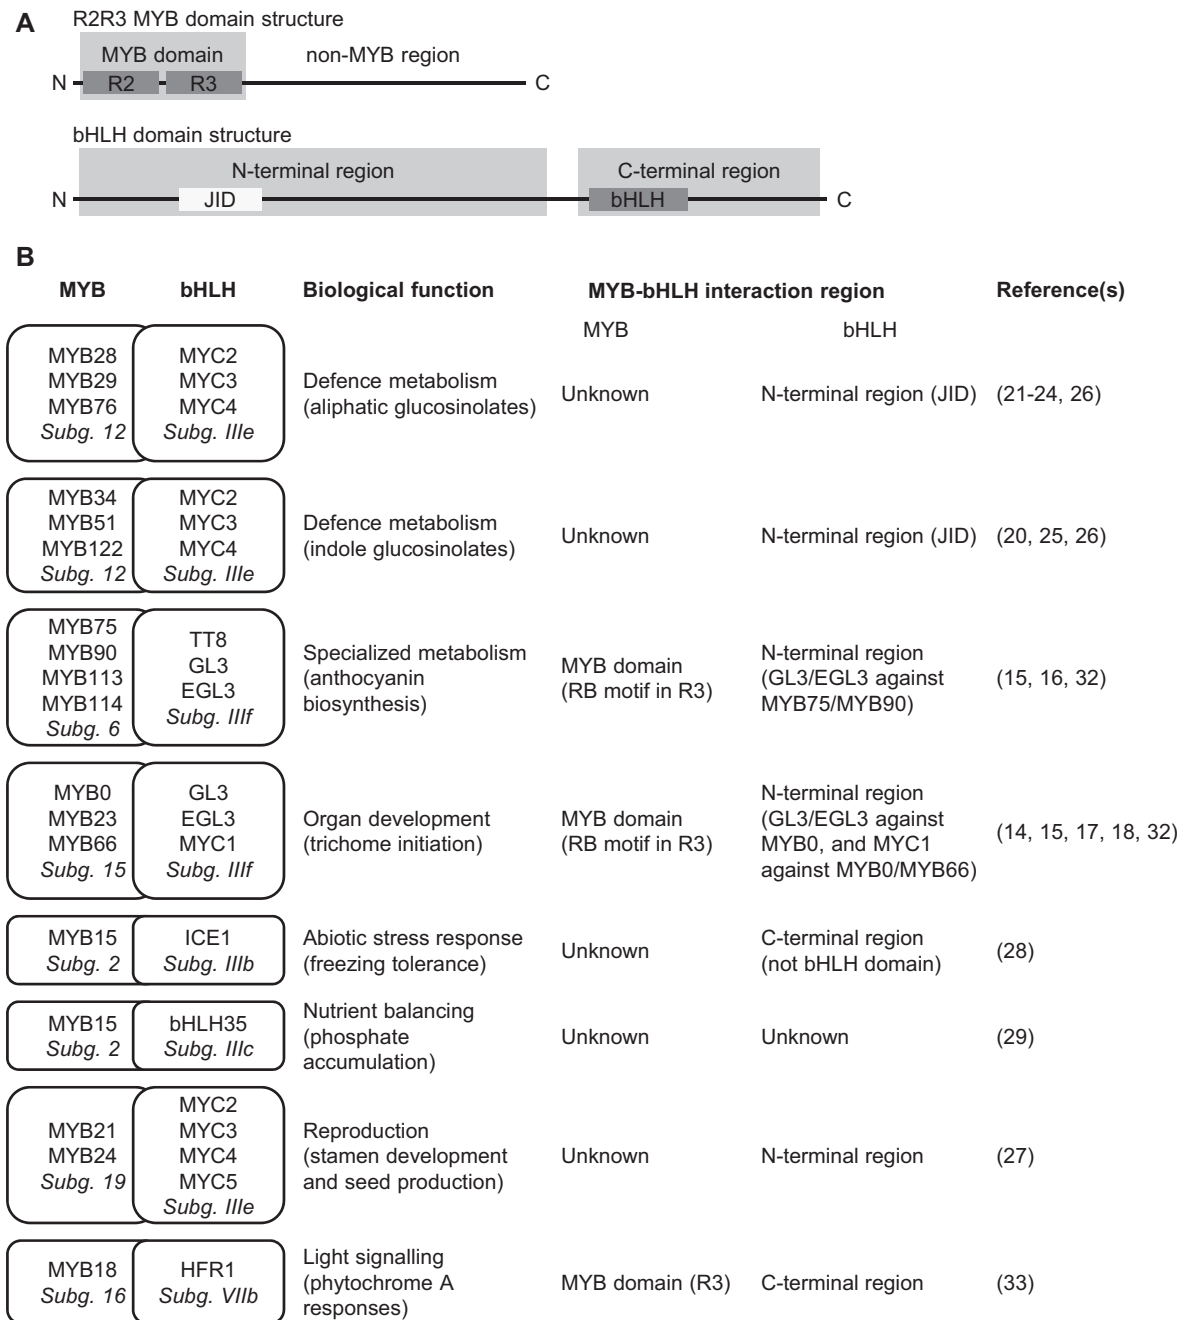 A
R2R3 MYB domain structure
MYB domain
non-MYB region
N
R2
R3
C
bHLH domain structure
N-terminal region
C-terminal region
N
JID
bHLH
C
B
MYB bHLH Biological function MYB-bHLH interaction region Reference(s)
MYB bHLH
MYB28
MYB29
MYB76
Subg. 12
MYC2
MYC3
MYC4
Subg. IIIe
Defence metabolism
(aliphatic glucosinolates)
Unknown
N-terminal region (JID)
(21-24, 26)
MYB34
MYB51
MYB122
Subg. 12
MYC2
MYC3
MYC4
Subg. IIIe
Defence metabolism
(indole glucosinolates)
Unknown
N-terminal region (JID)
(20, 25, 26)
MYB75
MYB90
MYB113
MYB114
Subg. 6
TT8
GL3
EGL3
Subg. IIIf
Specialized metabolism
(anthocyanin
biosynthesis)
MYB domain
(RB motif in R3)
N-terminal region
(GL3/EGL3 against
MYB75/MYB90)
(15, 16, 32)
MYB0
MYB23
MYB66
Subg. 15
GL3
EGL3
MYC1
Subg. IIIf
Organ development
(trichome initiation)
MYB domain
(RB motif in R3)
N-terminal region
(GL3/EGL3 against
MYB0, and MYC1
against MYB0/MYB66)
(14, 15, 17, 18, 32)
MYB15
Subg. 2
ICE1
Subg. IIIb
Abiotic stress response
(freezing tolerance)
Unknown
C-terminal region
(not bHLH domain)
(28)
MYB15
Subg. 2
bHLH35
Subg. IIIc
Nutrient balancing
(phosphate
accumulation)
Unknown
Unknown
(29)
MYB21
MYB24
Subg. 19
MYC2
MYC3
MYC4
MYC5
Subg. IIIe
Reproduction
(stamen development
and seed production)
Unknown
N-terminal region
(27)
MYB18
Subg. 16
HFR1
Subg. VIIb
Light signalling
(phytochrome A
responses)
MYB domain (R3)
C-terminal region
(33)